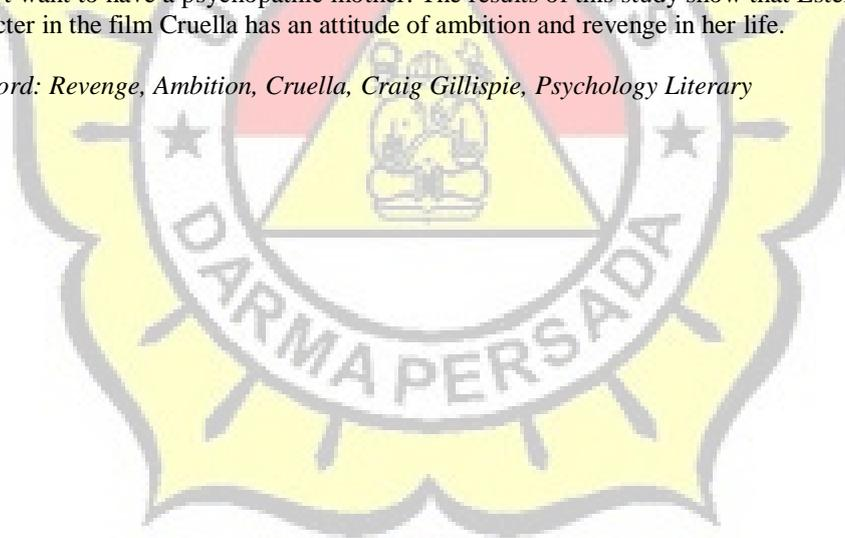 t want to have a psychopathic mother. The results of this study show that Ester
cter in the film Cruella has an attitude of ambition and revenge in her life.
ord: Revenge, Ambition, Cruella, Craig Gillispie, Psychology Literary
DARMA PERSADA